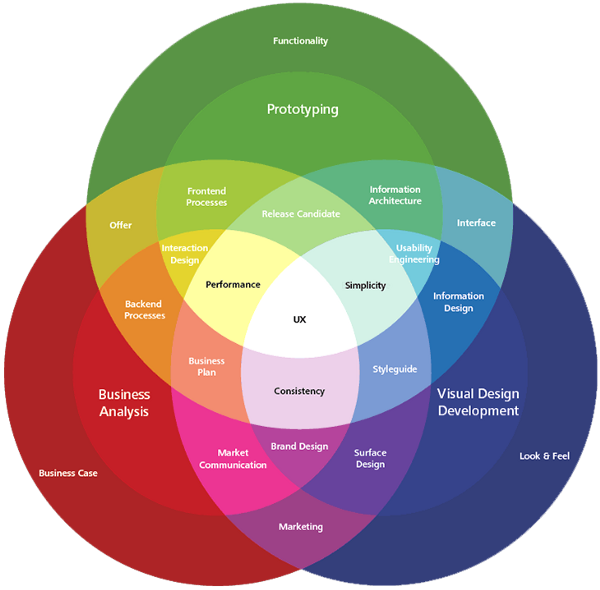 Functionality
Prototyping
Frontend
Processes
Information
Architecture
Release Candidate
Offer
Interface
Interaction
Design
Usability
Engineering
Performance
Simplicity
Backend
Processes
Information
Design
UX
Business
Plan
Styleguide
Business
Analysis
Consistency
Visual Design
Development
Brand Design
Market
Communication
Surface
Design
Business Case
Look & Feel
Marketing